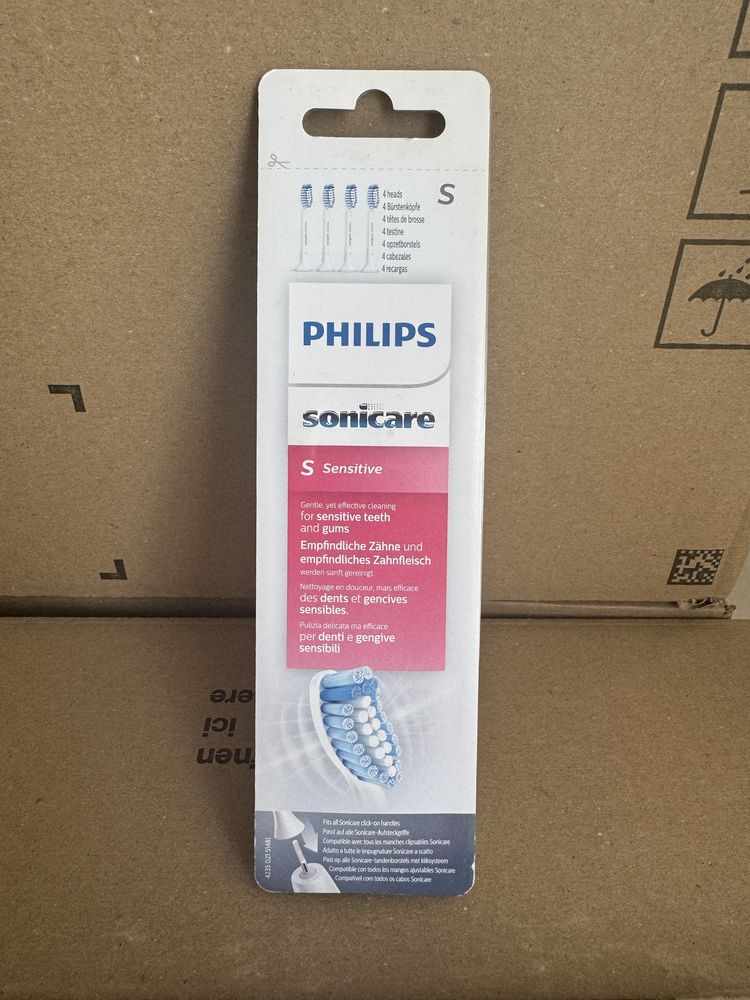 4 heads
4 Bürstenköpfe
4 têtes de brosse
4 testine
4 opzetborstels
4 cabezales
4 recargas
S
PHILIPS
sonicare
S Sensitive
Gentle, yet effective cleaning
for sensitive teeth
and gums
Empfindliche Zähne und
empfindliches Zahnfleisch
werden sanft gereinigt
Nettoyage en douceur, mais efficace
des dents et gencives
sensibles.
Pulizia delicata ma efficace
per denti e gengive
sensibili
Fits all Sonicare click-on handles
Passt auf alle Sonicare-Aufsteckgriffe
Compatible avec tous les manches clipsables Sonicare
Adatto a tutte le impugnature Sonicare a scatto
Past op alle Sonicare-tandenborstels met kliksysteem
Compatible con todos los mangos ajustables Sonicare
Compatível com todos os cabos Sonicare
4235 021 51481
ici